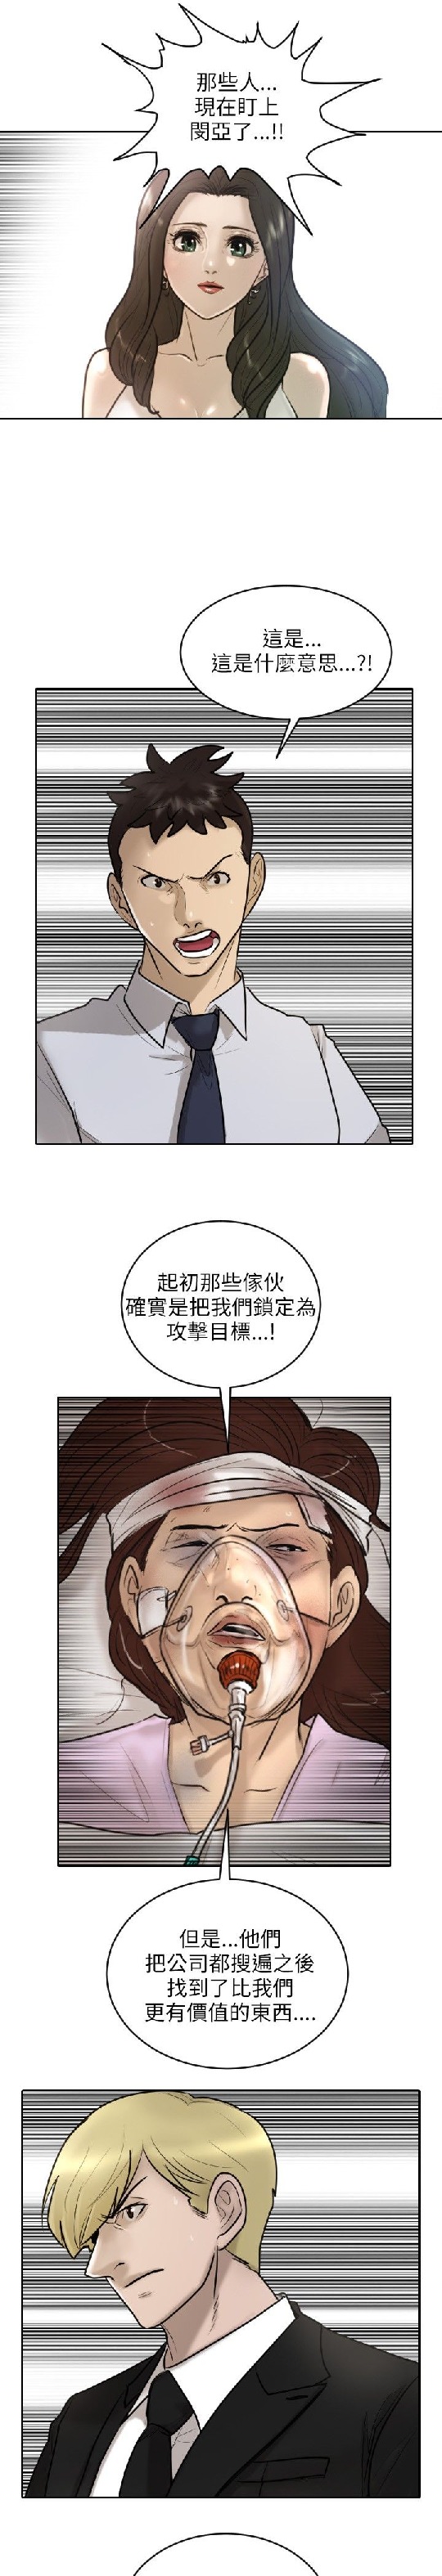 那些人...
現在盯上
閔亞了...!!
這是...
這是什麼意思...?!
起初那些傢伙
確實是把我們鎖定為
攻擊目標...!
但是...他們
把公司都搜遍之後
找到了比我們
更有價值的東西....